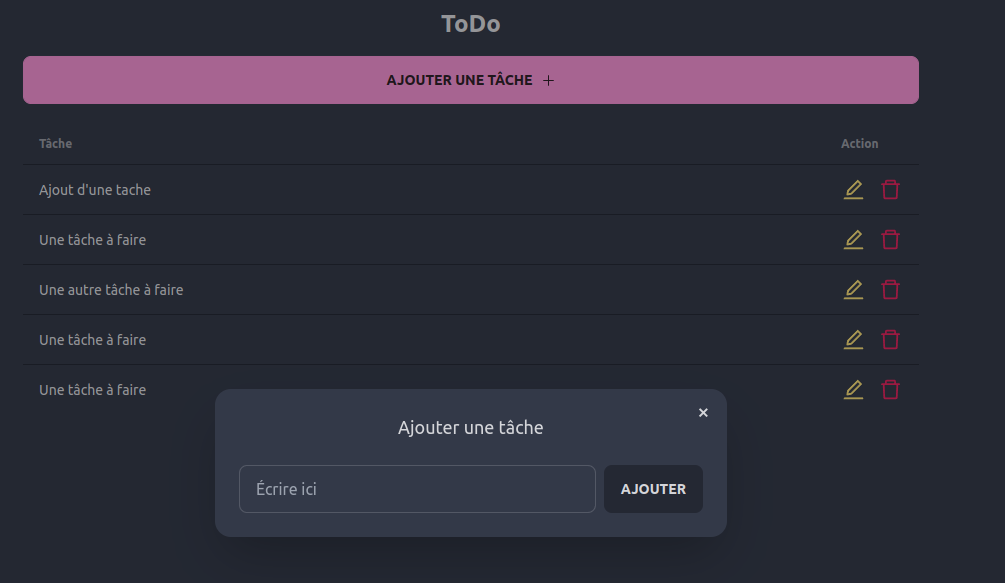 ToDo
AJOUTER UNE TÂCHE +
Tâche Action
Ajout d'une tache
Une tâche à faire
Une autre tâche à faire
Une tâche à faire
Une tâche à faire
×
Ajouter une tâche
Écrire ici AJOUTER